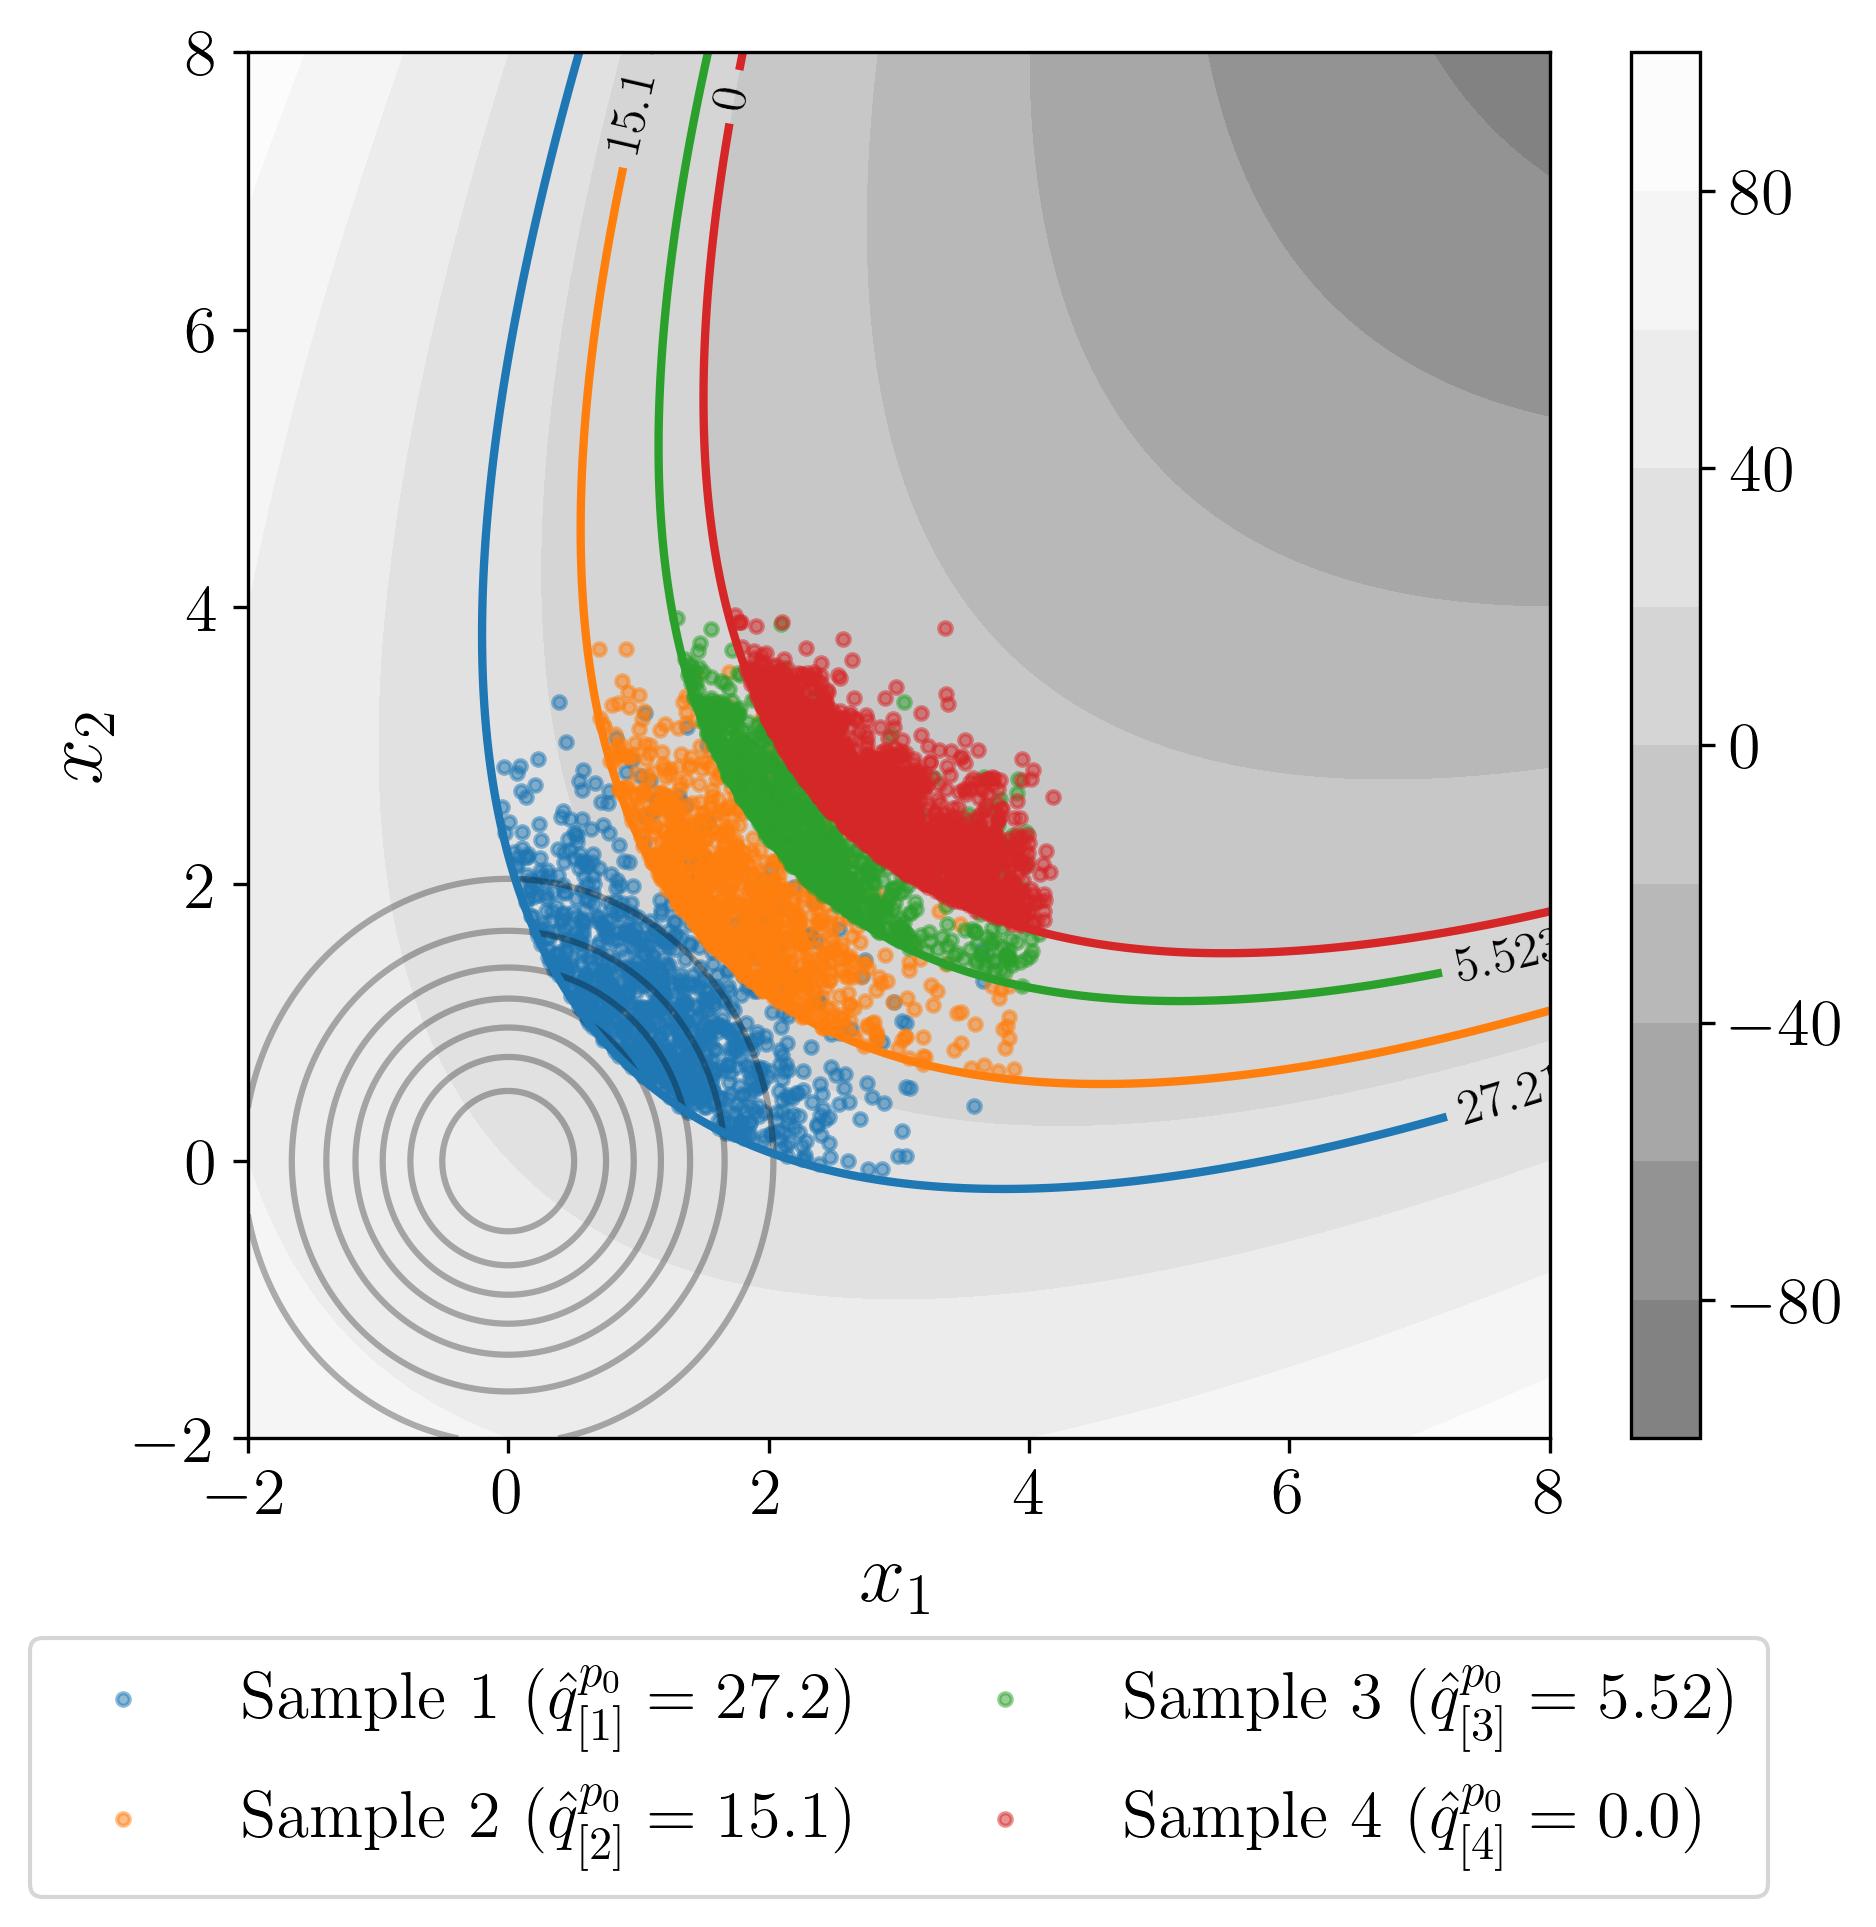 8
6
4
2
0
−2
x₂
−2 0 2 4 6 8
x₁
15.1
0
5.523
27.21
80
40
0
−40
−80
Sample 1 (q̂_{[1]}^{p₀} = 27.2)
Sample 2 (q̂_{[2]}^{p₀} = 15.1)
Sample 3 (q̂_{[3]}^{p₀} = 5.52)
Sample 4 (q̂_{[4]}^{p₀} = 0.0)